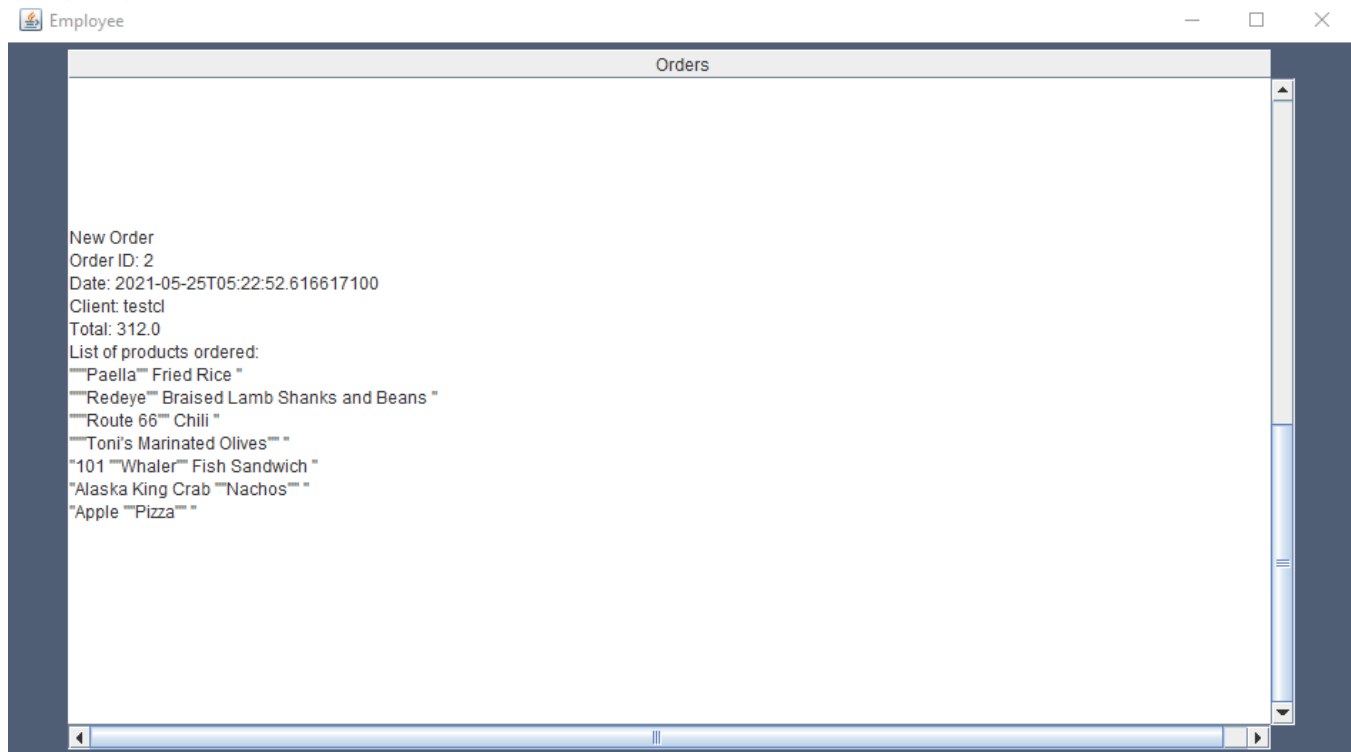 Employee
Orders
New Order
Order ID: 2
Date: 2021-05-25T05:22:52.616617100
Client: testcl
Total: 312.0
List of products ordered:
"""Paella"" Fried Rice "
"""Redeye"" Braised Lamb Shanks and Beans "
"""Route 66"" Chili "
"""Toni's Marinated Olives"" "
"101 ""Whaler"" Fish Sandwich "
"Alaska King Crab ""Nachos"" "
"Apple ""Pizza"" "